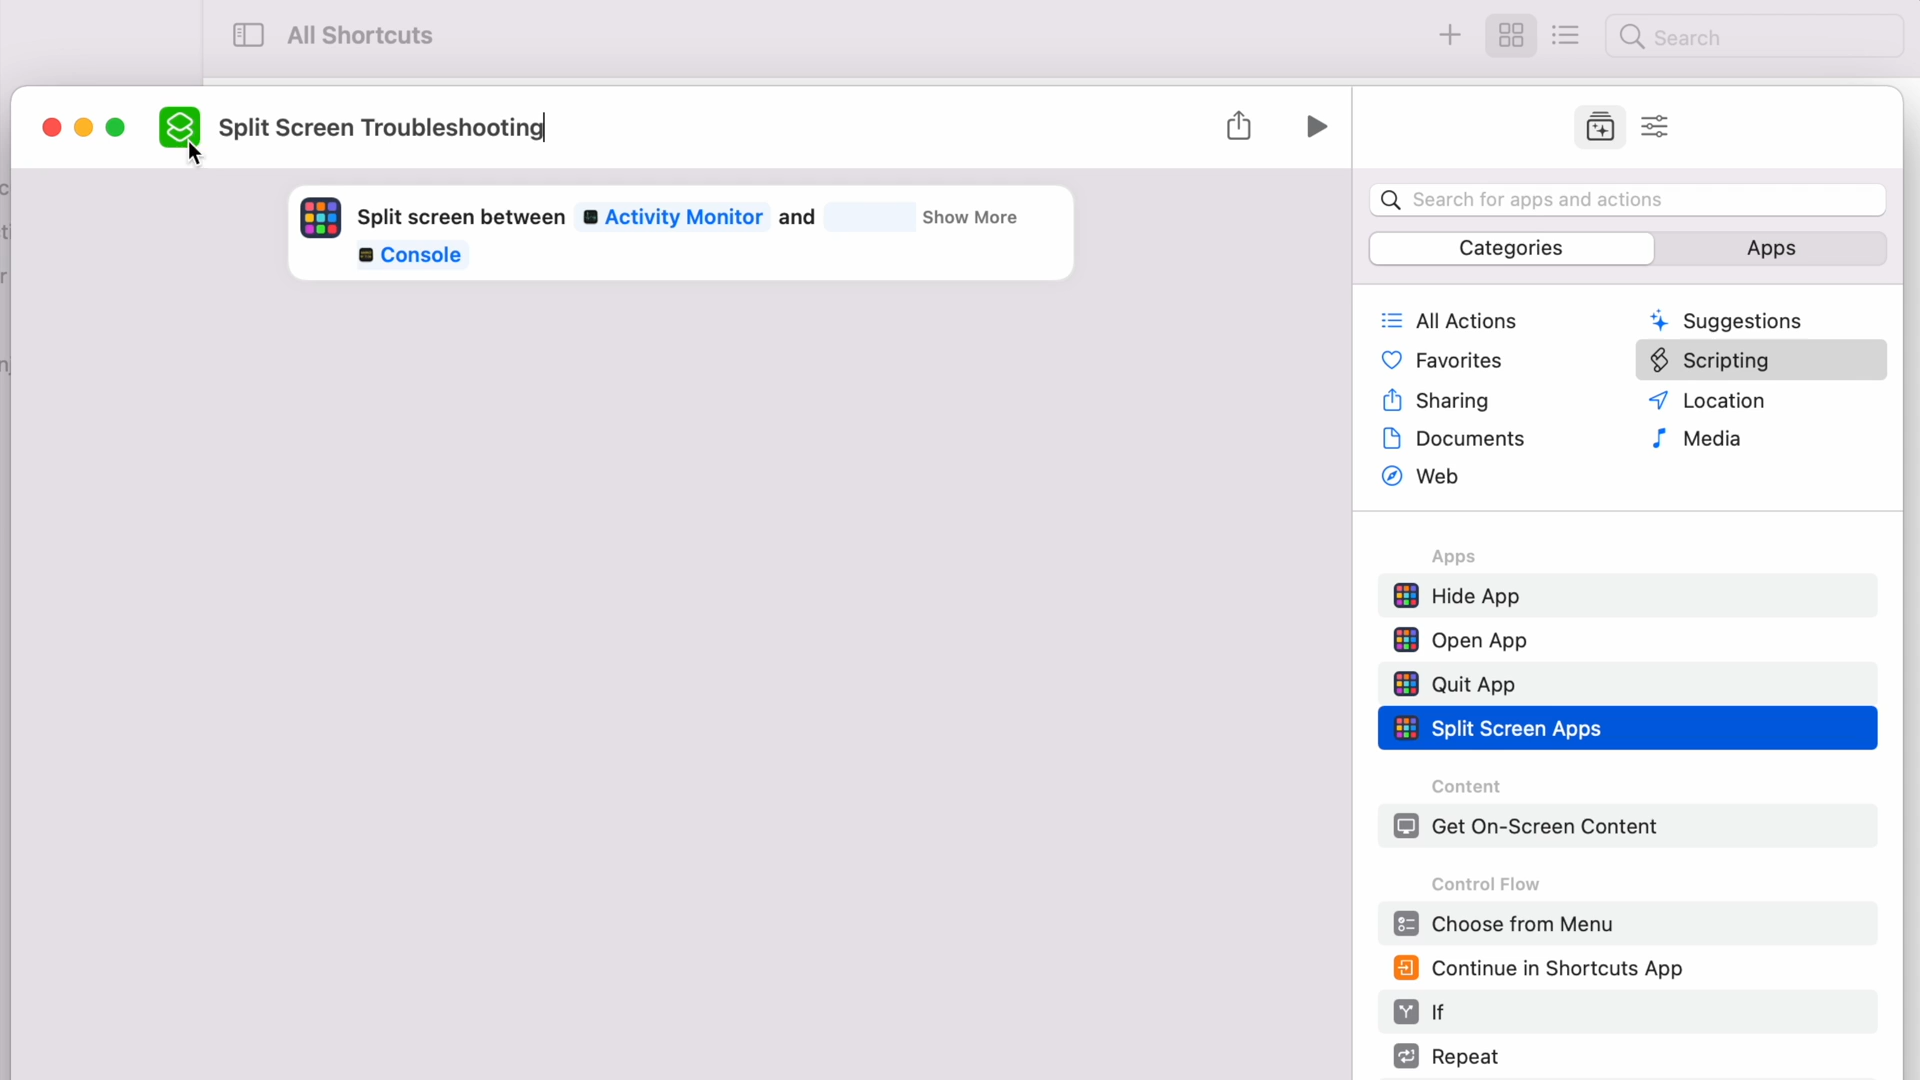 All Shortcuts
Search
Split Screen Troubleshooting
Split screen between Activity Monitor and Show More
Console
Search for apps and actions
Categories
Apps
All Actions
Suggestions
Favorites
Scripting
Sharing
Location
Documents
Media
Web
Apps
Hide App
Open App
Quit App
Split Screen Apps
Content
Get On-Screen Content
Control Flow
Choose from Menu
Continue in Shortcuts App
If
Repeat